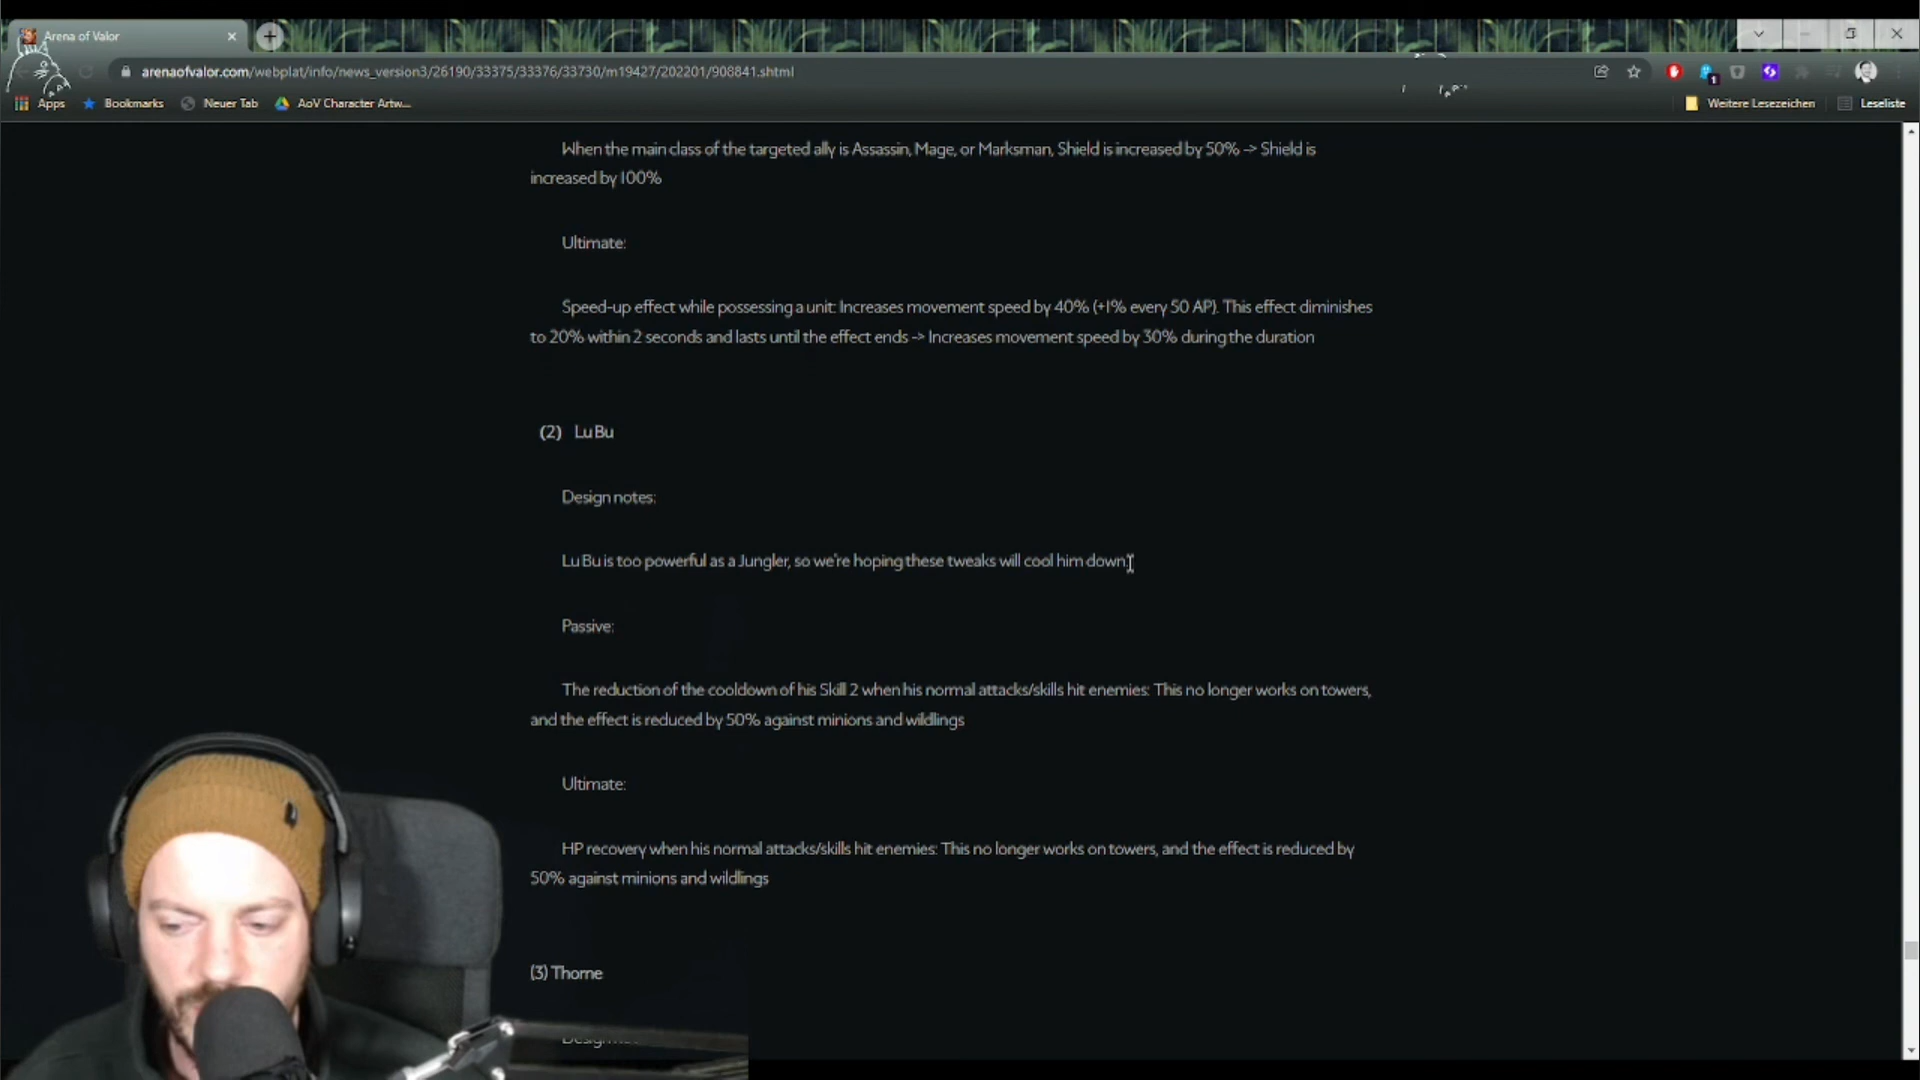 Arena of Valor
arenaofvalor.com/webplat/info/news_version3/26190/33375/33376/33730/m19427/202201/908841.shtml
1
Apps Bookmarks Neuer Tab AoV Character Artw... Weitere Lesezeichen Leseliste
When the main class of the targeted ally is Assassin, Mage, or Marksman, Shield is increased by 50% -> Shield is
increased by 100%
Ultimate:
Speed-up effect while possessing a unit: Increases movement speed by 40% (+1% every 50 AP). This effect diminishes
to 20% within 2 seconds and lasts until the effect ends -> Increases movement speed by 30% during the duration
(2) Lu Bu
Design notes:
Lu Bu is too powerful as a Jungler, so we're hoping these tweaks will cool him down.
Passive:
The reduction of the cooldown of his Skill 2 when his normal attacks/skills hit enemies: This no longer works on towers,
and the effect is reduced by 50% against minions and wildlings
Ultimate:
HP recovery when his normal attacks/skills hit enemies: This no longer works on towers, and the effect is reduced by
50% against minions and wildlings
(3) Thorne
Design